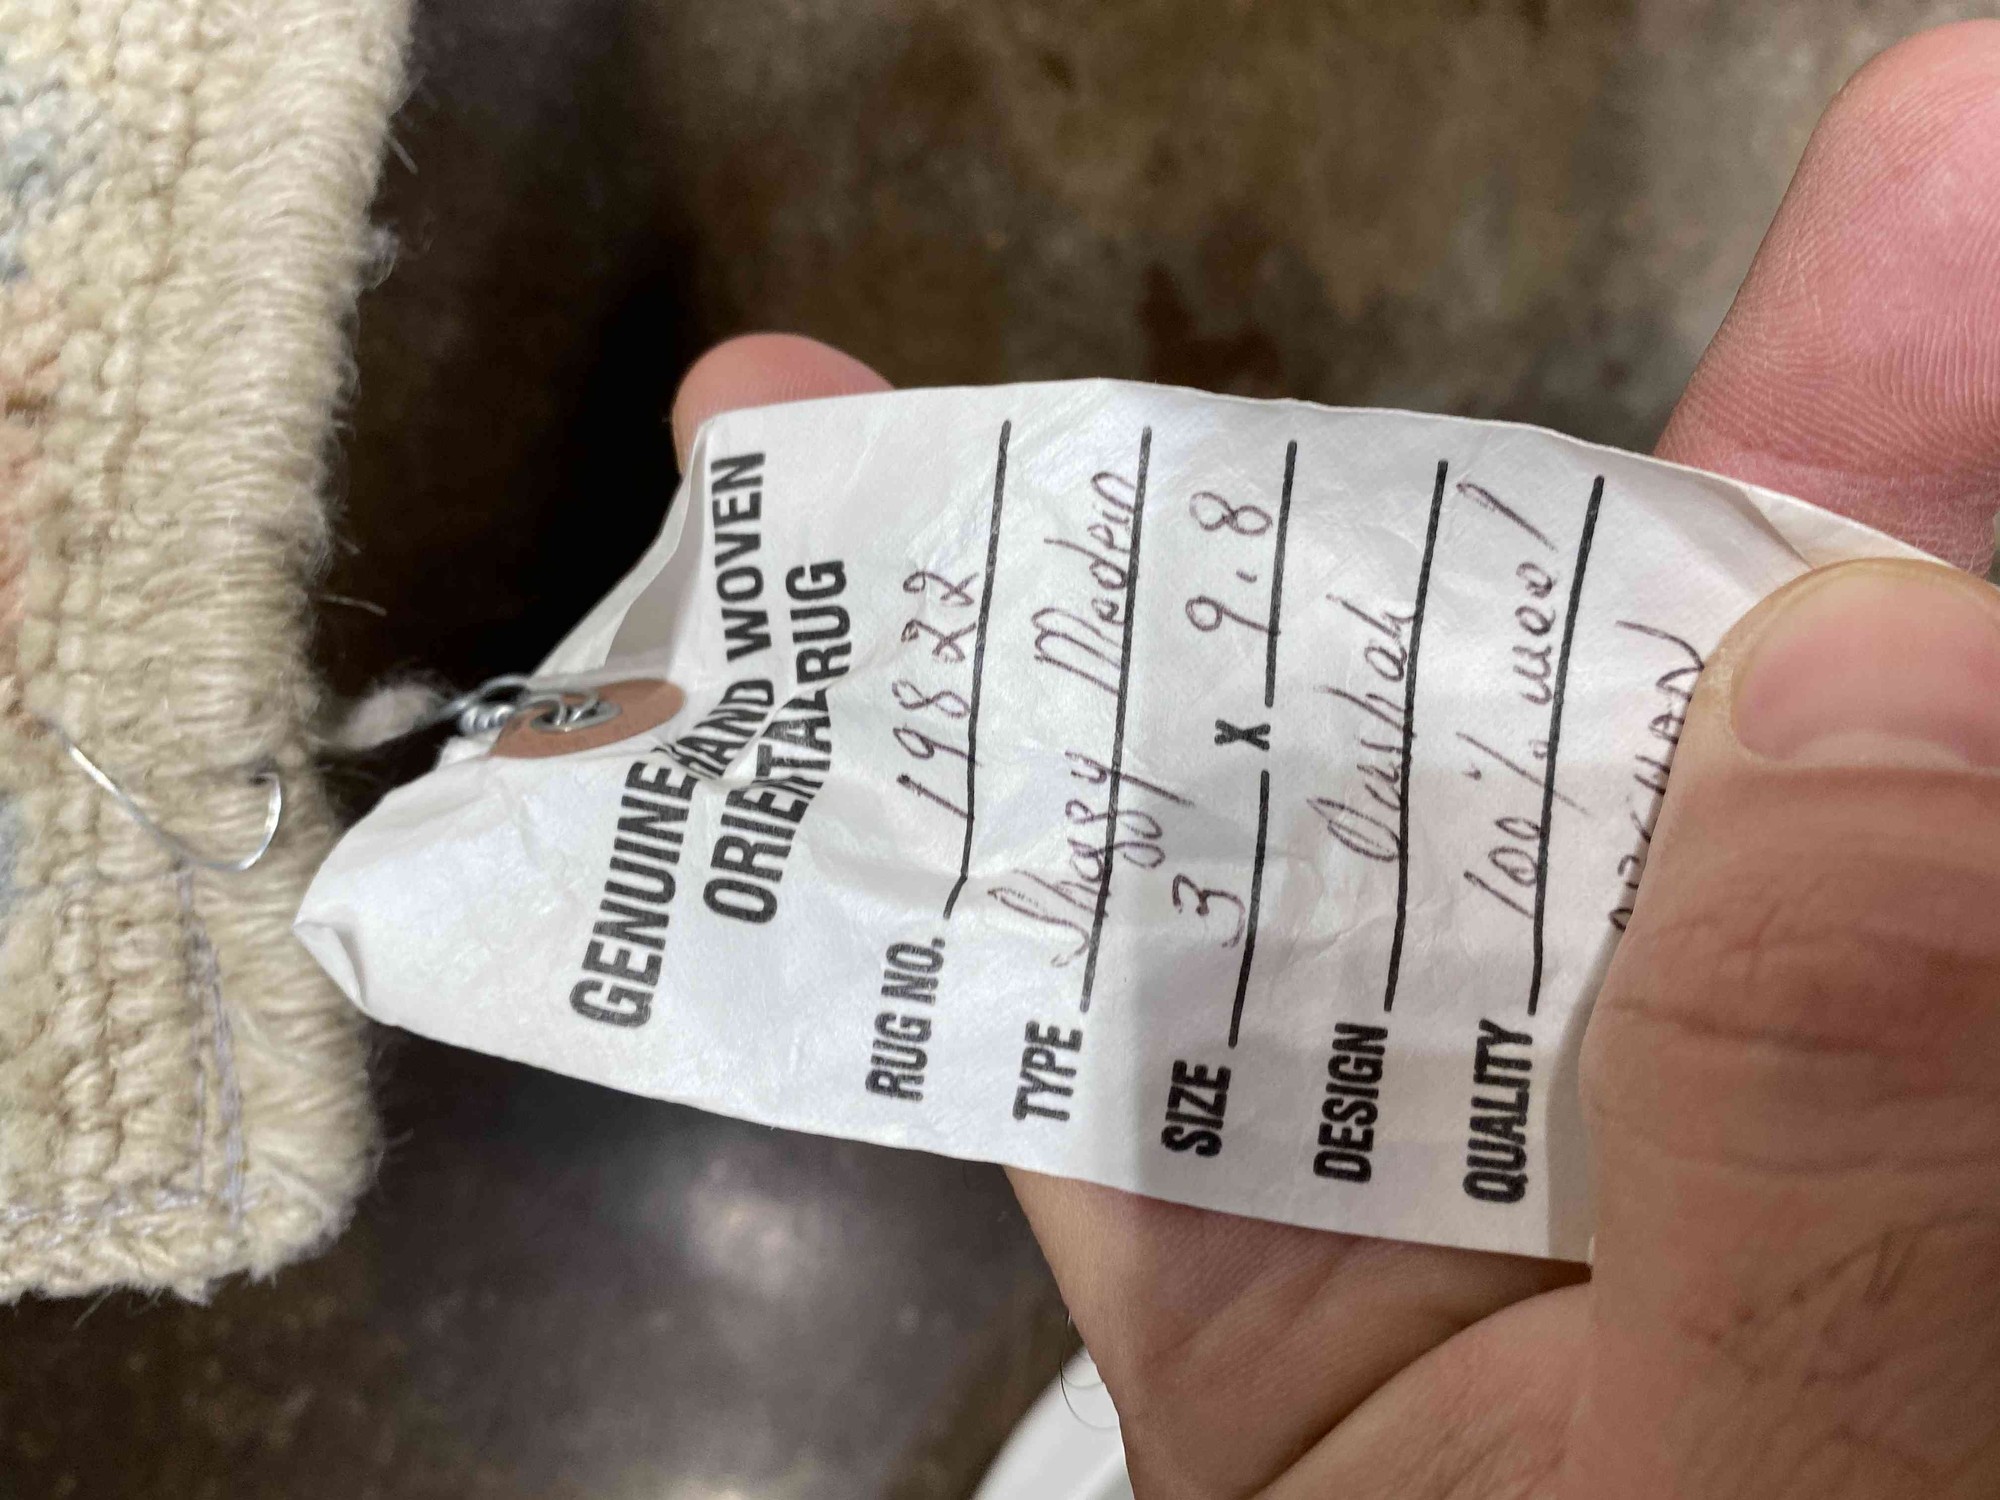 GENUINE HAND WOVEN
ORIENTAL RUG
RUG NO. 19822
TYPE Shaggy Modern
SIZE 3 X 9.8
DESIGN Oushah
QUALITY 100% wool